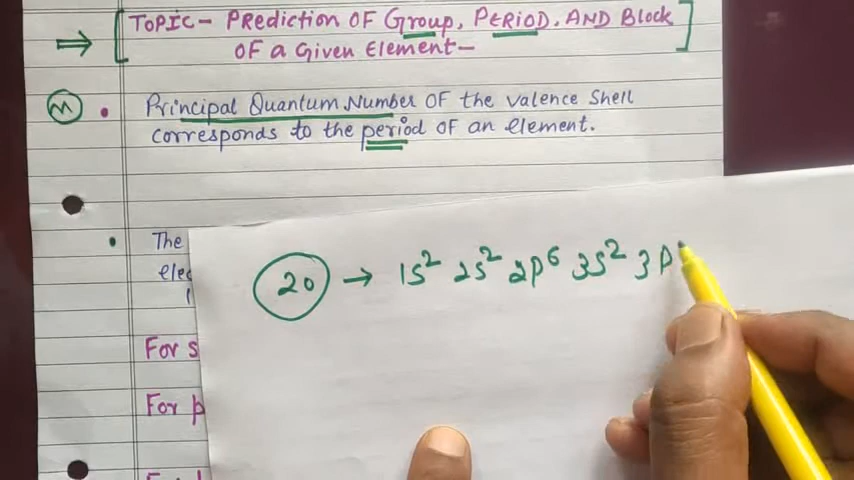 ⇒ [TOPIC- PREdiction OF GROUP, PERIOD, AND Block
OF a GivEN ElEMENT-]
M • Principal Quantum Number OF the valence shell
corresponds to the period OF an element.
• The
For s
For p
20 → 1s² 2s² 2p⁶ 3s² 3p